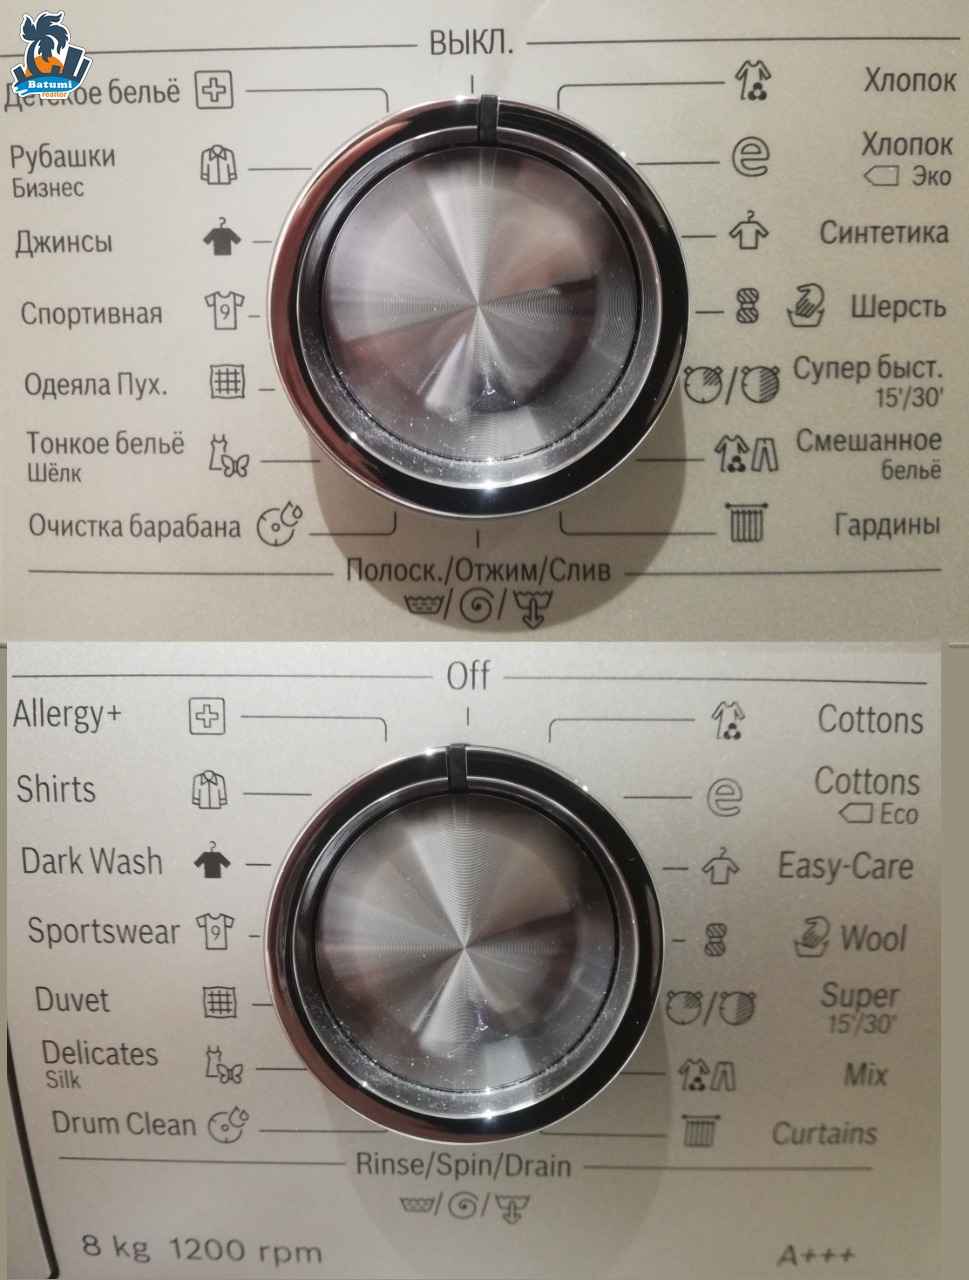 Batumi
realtor
ВЫКЛ.
Детское бельё
Хлопок
Рубашки
Бизнес
Хлопок
Эко
Джинсы
Синтетика
Спортивная
9
Шерсть
Одеяла Пух.
Супер быст.
15'/30'
Тонкое бельё
Шёлк
Смешанное
бельё
Очистка барабана
Гардины
Полоск./Отжим/Слив
Off
Allergy+
Cottons
Shirts
Cottons
Eco
Dark Wash
Easy-Care
Sportswear
9
Wool
Duvet
Super
15'/30'
Delicates
Silk
Mix
Drum Clean
Curtains
Rinse/Spin/Drain
8 kg 1200 rpm
A+++